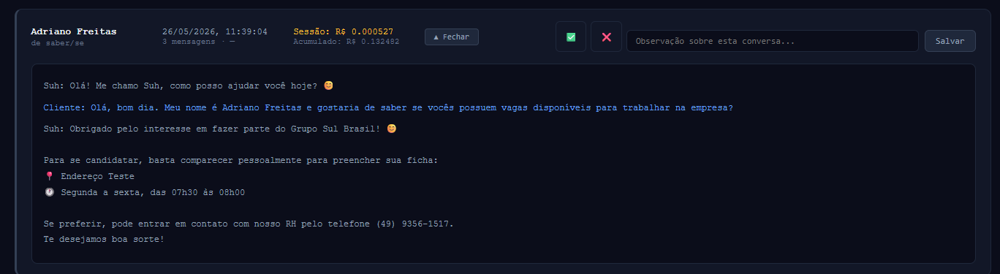 Adriano Freitas
de saber/se
26/05/2026, 11:39:04
3 mensagens · —
Sessão: R$ 0.000527
Acumulado: R$ 0.132482
▲ Fechar
✅
❌
Observação sobre esta conversa...
Salvar
Suh: Olá! Me chamo Suh, como posso ajudar você hoje? 😊
Cliente: Olá, bom dia. Meu nome é Adriano Freitas e gostaria de saber se vocês possuem vagas disponíveis para trabalhar na empresa?
Suh: Obrigado pelo interesse em fazer parte do Grupo Sul Brasil! 😊
Para se candidatar, basta comparecer pessoalmente para preencher sua ficha:
📍 Endereço Teste
🕐 Segunda a sexta, das 07h30 às 08h00
Se preferir, pode entrar em contato com nosso RH pelo telefone (49) 9356-1517.
Te desejamos boa sorte!